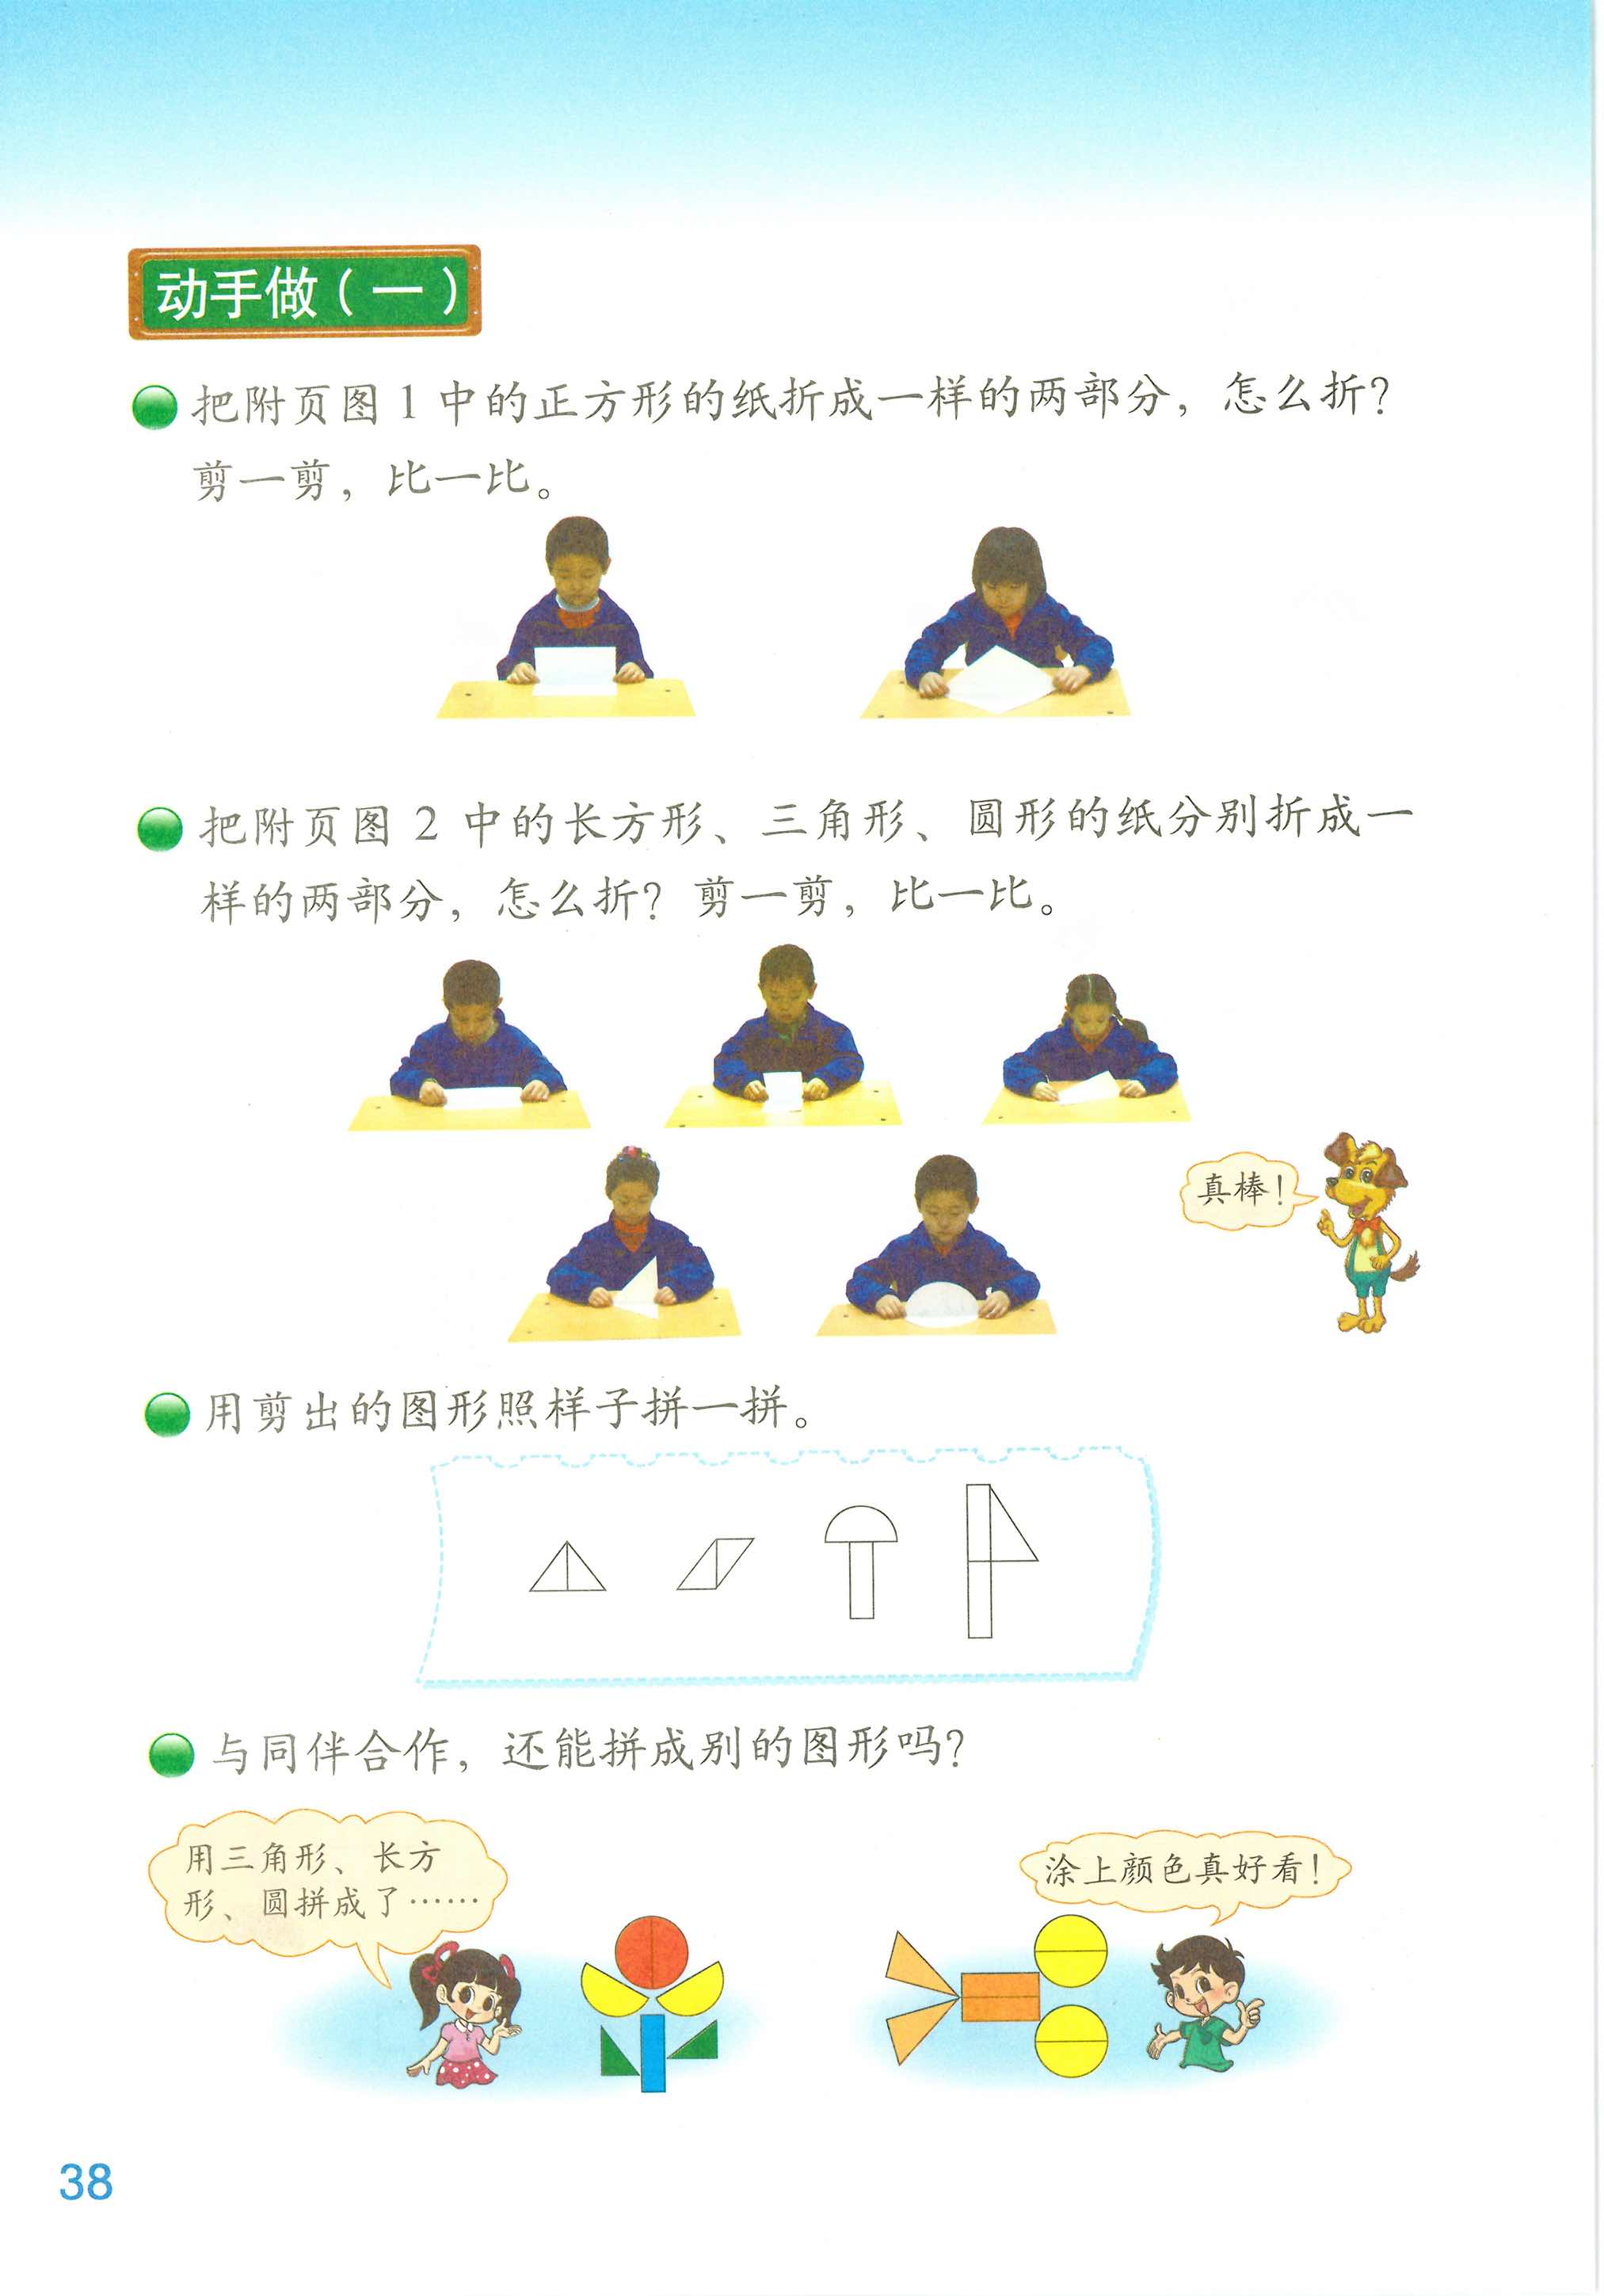 动手做（一）
把附页图1中的正方形的纸折成一样的两部分，怎么折？
剪一剪，比一比。
把附页图2中的长方形、三角形、圆形的纸分别折成一
样的两部分，怎么折？剪一剪，比一比。
真棒！
用剪出的图形照样子拼一拼。
与同伴合作，还能拼成别的图形吗？
用三角形、长方
形、圆拼成了……
涂上颜色真好看！
38